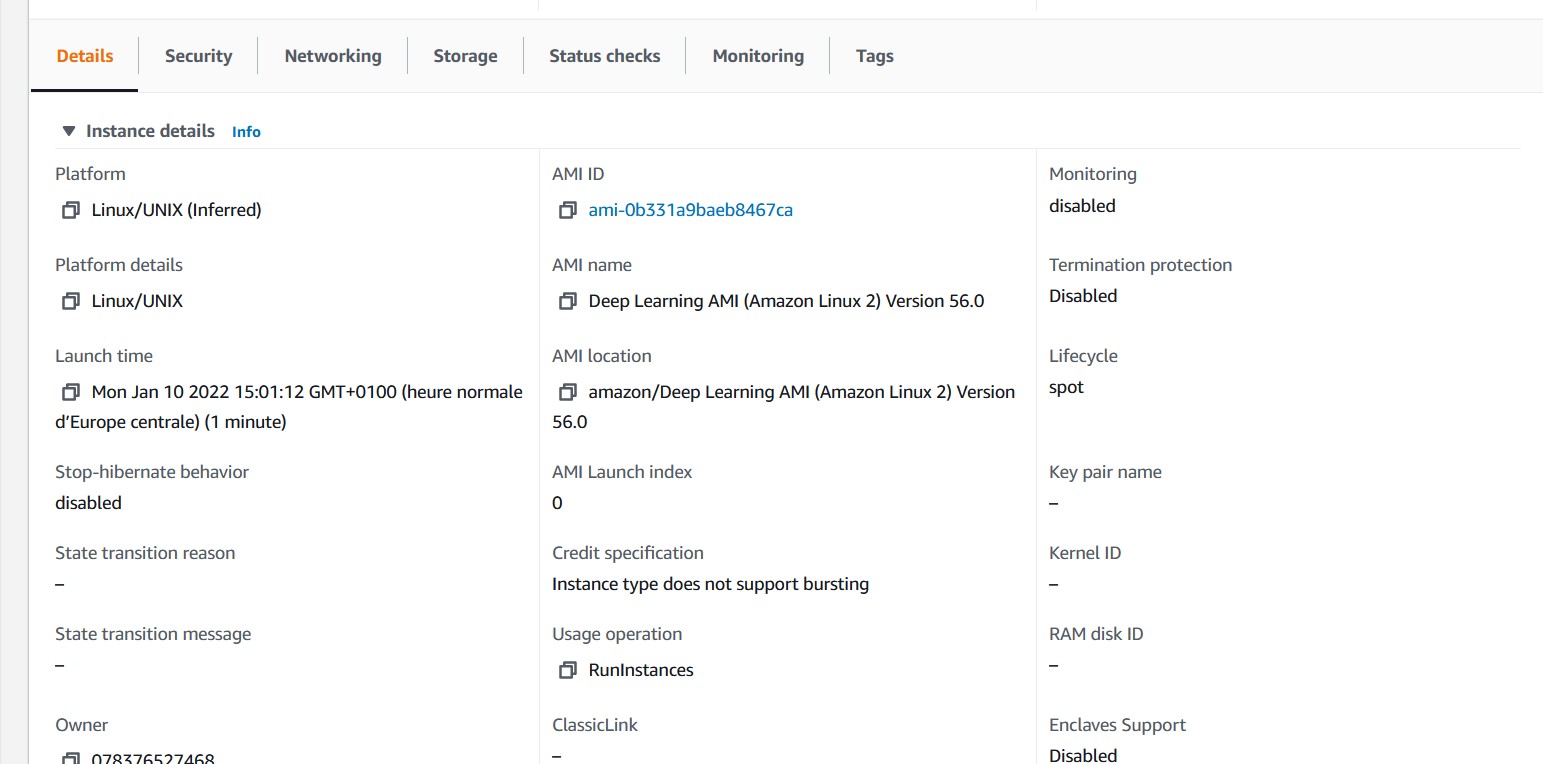 Details Security Networking Storage Status checks Monitoring Tags
Instance details Info
Platform
Linux/UNIX (Inferred)
AMI ID
ami-0b331a9baeb8467ca
Monitoring
disabled
Platform details
Linux/UNIX
AMI name
Deep Learning AMI (Amazon Linux 2) Version 56.0
Termination protection
Disabled
Launch time
Mon Jan 10 2022 15:01:12 GMT+0100 (heure normale
d’Europe centrale) (1 minute)
AMI location
amazon/Deep Learning AMI (Amazon Linux 2) Version
56.0
Lifecycle
spot
Stop-hibernate behavior
disabled
AMI Launch index
0
Key pair name
–
State transition reason
–
Credit specification
Instance type does not support bursting
Kernel ID
–
State transition message
–
Usage operation
RunInstances
RAM disk ID
–
Owner
078376527468
ClassicLink
–
Enclaves Support
Disabled